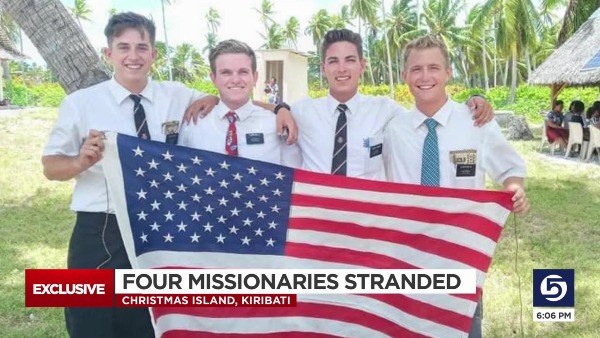 EXCLUSIVE
FOUR MISSIONARIES STRANDED
CHRISTMAS ISLAND, KIRIBATI
5
6:06 PM